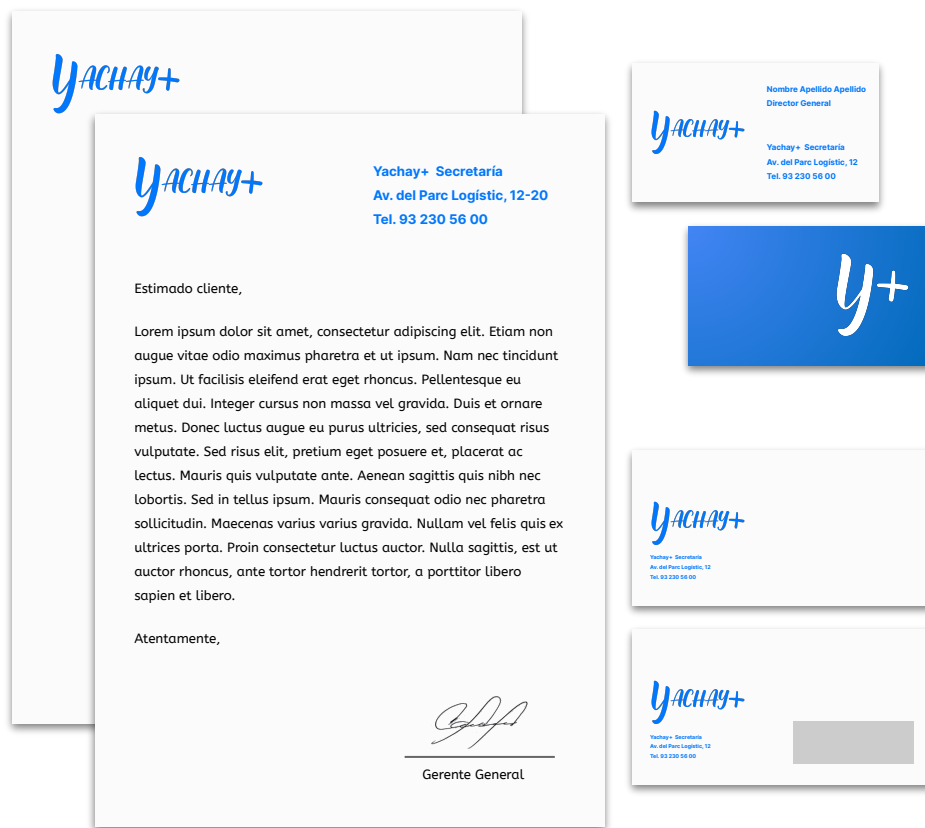 YACHAY+
YACHAY+
Yachay+ Secretaría
Av. del Parc Logístic, 12-20
Tel. 93 230 56 00
Estimado cliente,
Lorem ipsum dolor sit amet, consectetur adipiscing elit. Etiam non
augue vitae odio maximus pharetra et ut ipsum. Nam nec tincidunt
ipsum. Ut facilisis eleifend erat eget rhoncus. Pellentesque eu
aliquet dui. Integer cursus non massa vel gravida. Duis et ornare
metus. Donec luctus augue eu purus ultricies, sed consequat risus
vulputate. Sed risus elit, pretium eget posuere et, placerat ac
lectus. Mauris quis vulputate ante. Aenean sagittis quis nibh nec
lobortis. Sed in tellus ipsum. Mauris consequat odio nec pharetra
sollicitudin. Maecenas varius varius gravida. Nullam vel felis quis ex
ultrices porta. Proin consectetur luctus auctor. Nulla sagittis, est ut
auctor rhoncus, ante tortor hendrerit tortor, a porttitor libero
sapien et libero.
Atentamente,
Gerente General
YACHAY+
Nombre Apellido Apellido
Director General
Yachay+ Secretaría
Av. del Parc Logístic, 12
Tel. 93 230 56 00
y+
YACHAY+
Yachay+ Secretaría
Av. del Parc Logístic, 12
Tel. 93 230 56 00
YACHAY+
Yachay+ Secretaría
Av. del Parc Logístic, 12
Tel. 93 230 56 00